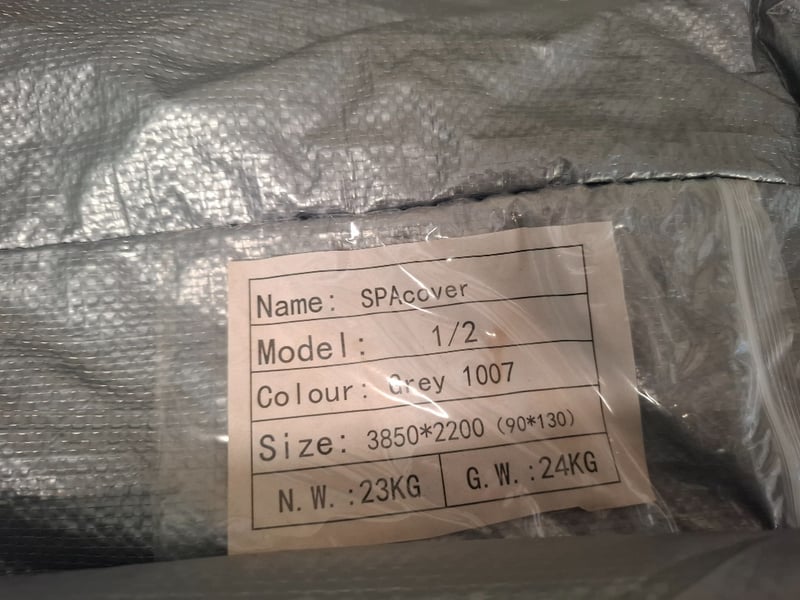 Name: SPAcover
Model: 1/2
Colour: Grey 1007
Size: 3850*2200 (90*130)
N.W.:23KG G.W.:24KG